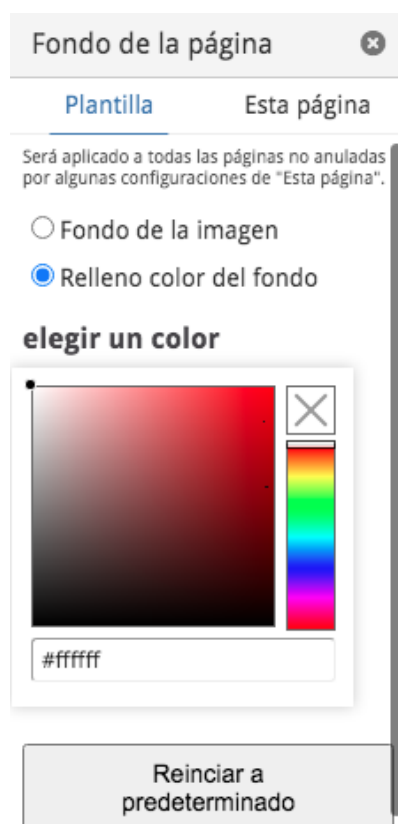 Fondo de la página
Plantilla
Esta página
Será aplicado a todas las páginas no anuladas
por algunas configuraciones de "Esta página".
Fondo de la imagen
Relleno color del fondo
elegir un color
#ffffff
Reinciar a
predeterminado